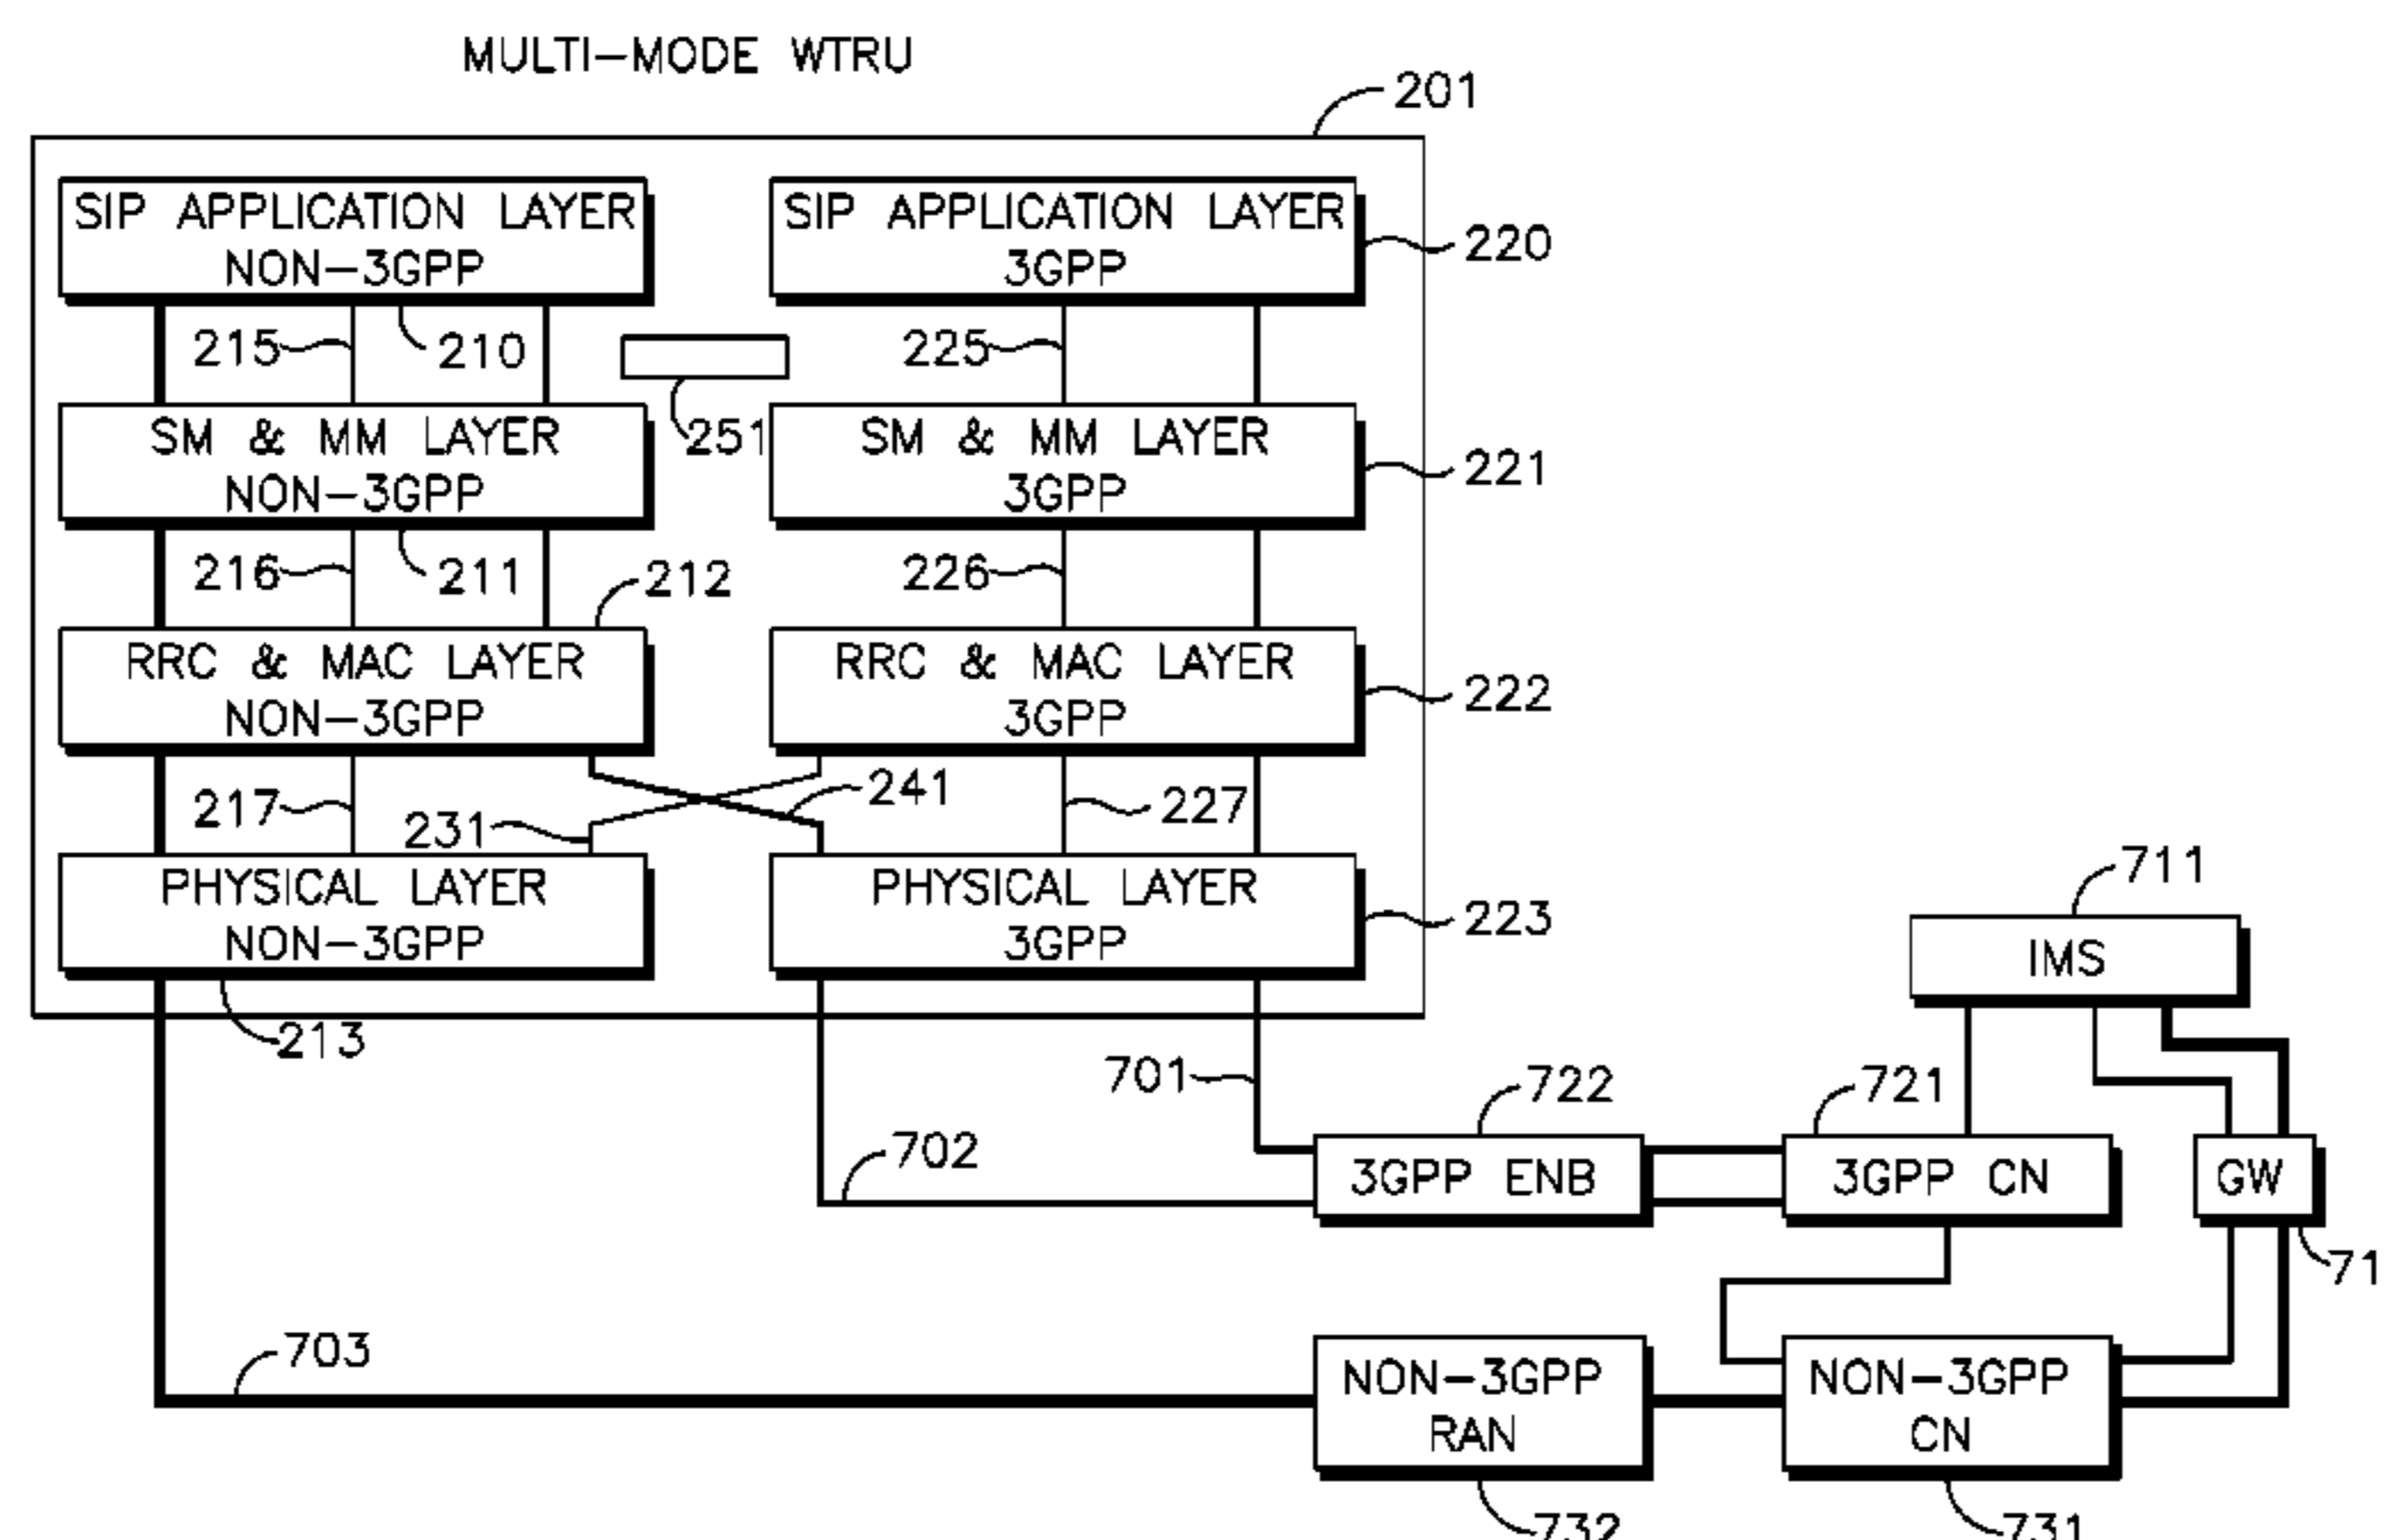 MULTI-MODE WTRU
201
SIP APPLICATION LAYER
NON-3GPP
SIP APPLICATION LAYER
3GPP
220
215
210
225
251
SM & MM LAYER
NON-3GPP
SM & MM LAYER
3GPP
221
216
211
212
226
RRC & MAC LAYER
NON-3GPP
RRC & MAC LAYER
3GPP
222
217
231
241
227
PHYSICAL LAYER
NON-3GPP
PHYSICAL LAYER
3GPP
223
711
IMS
213
701
722
721
702
3GPP ENB
3GPP CN
GW
71
703
NON-3GPP
RAN
NON-3GPP
CN
732
731